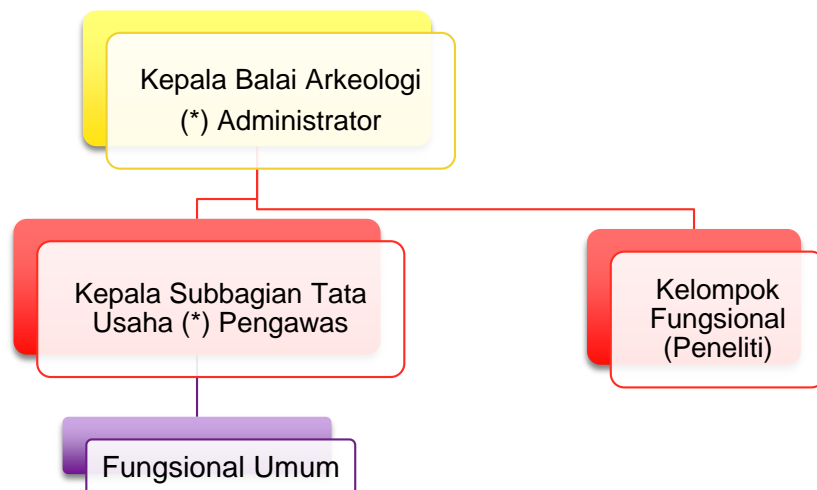 Kepala Balai Arkeologi
(*) Administrator
Kepala Subbagian Tata
Usaha (*) Pengawas
Kelompok
Fungsional
(Peneliti)
Fungsional Umum